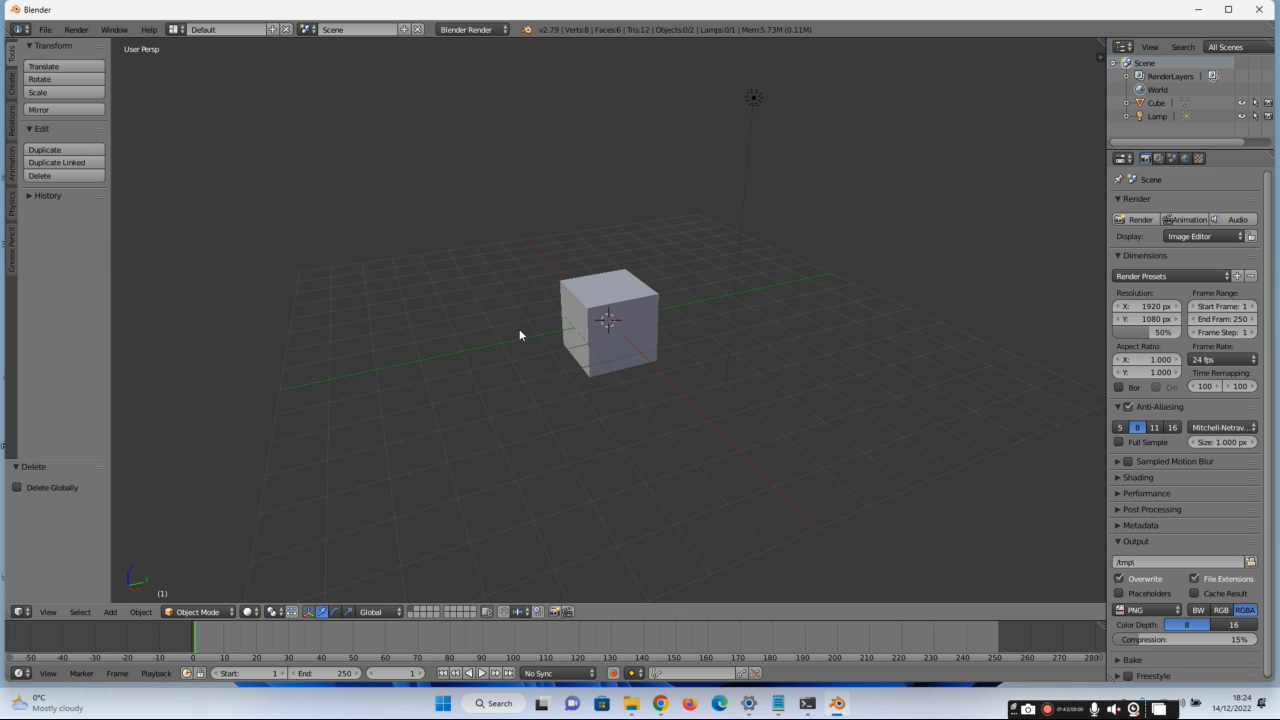 Blender
File Render Window Help Default Scene Blender Render v2.79 | Verts:8 | Faces:6 | Tris:12 | Objects:0/2 | Lamps:0/1 | Mem:5.73M (0.11M)
Tools
Create
Relations
Animation
Physics
Grease Pencil
Transform
Translate
Rotate
Scale
Mirror
Edit
Duplicate
Duplicate Linked
Delete
History
Delete
Delete Globally
User Persp
(1)
View Select Add Object Object Mode Global
View Search All Scenes
Scene
RenderLayers
World
Cube
Lamp
Scene
Render
Render Animation Audio
Display: Image Editor
Dimensions
Render Presets
Resolution: Frame Range:
X: 1920 px Start Frame: 1
Y: 1080 px End Fram: 250
50% Frame Step: 1
Aspect Ratio: Frame Rate:
X: 1.000 24 fps
Y: 1.000 Time Remapping:
Bor Cro 100 100
Anti-Aliasing
5 8 11 16 Mitchell-Netrav...
Full Sample Size: 1.000 px
Sampled Motion Blur
Shading
Performance
Post Processing
Metadata
Output
/tmp\
Overwrite File Extensions
Placeholders Cache Result
PNG BW RGB RGBA
Color Depth: 8 16
Compression: 15%
Bake
Freestyle
-50 -40 -30 -20 -10 0 10 20 30 40 50 60 70 80 90 100 110 120 130 140 150 160 170 180 190 200 210 220 230 240 250 260 270 280
View Marker Frame Playback Start: 1 End: 250 1 No Sync
0°C
Mostly cloudy
Search
18:24
14/12/2022